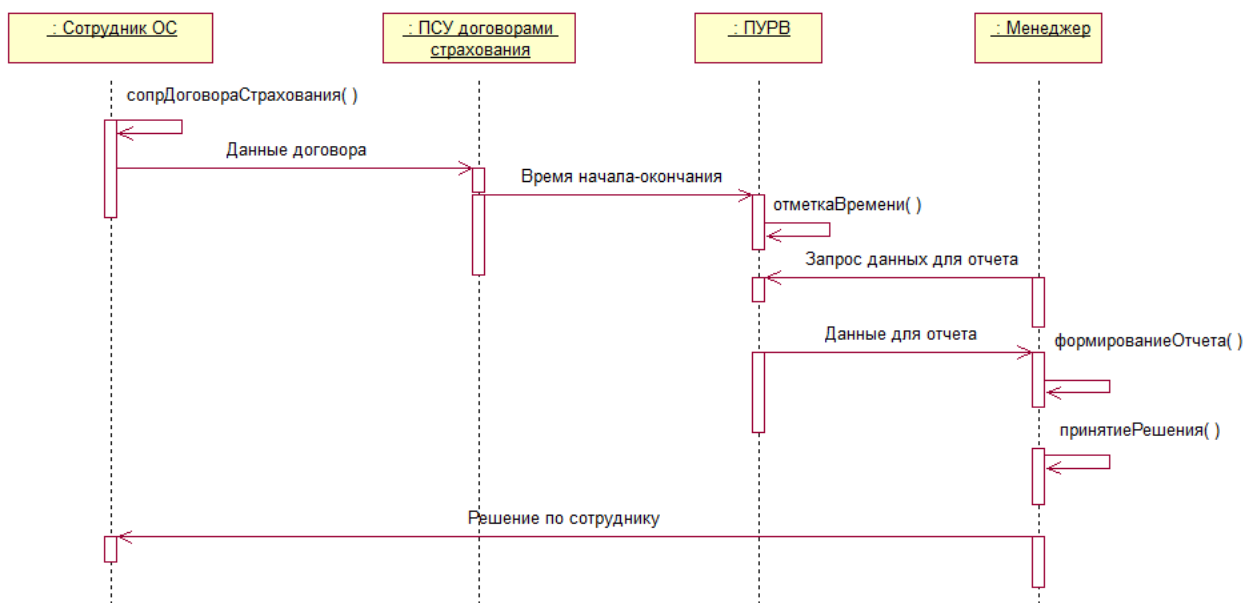 _: Сотрудник ОС
_: ПСУ договорами
страхования
_: ПУРВ
_: Менеджер
сопрДоговораСтрахования( )
Данные договора
Время начала-окончания
отметкаВремени( )
Запрос данных для отчета
Данные для отчета
формированиеОтчета( )
принятиеРешения( )
Решение по сотруднику